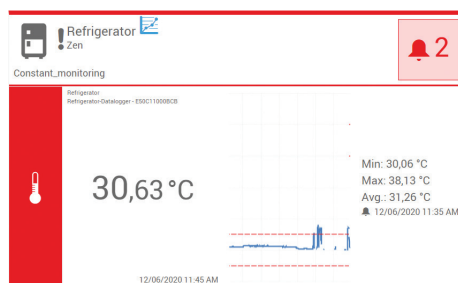 Refrigerator
Zen
2
Constant_monitoring
Refrigerator
Refrigerator-Datalogger - E50C11000BCB
30,63 °C
Min: 30,06 °C
Max: 38,13 °C
Avg.: 31,26 °C
12/06/2020 11:35 AM
12/06/2020 11:45 AM